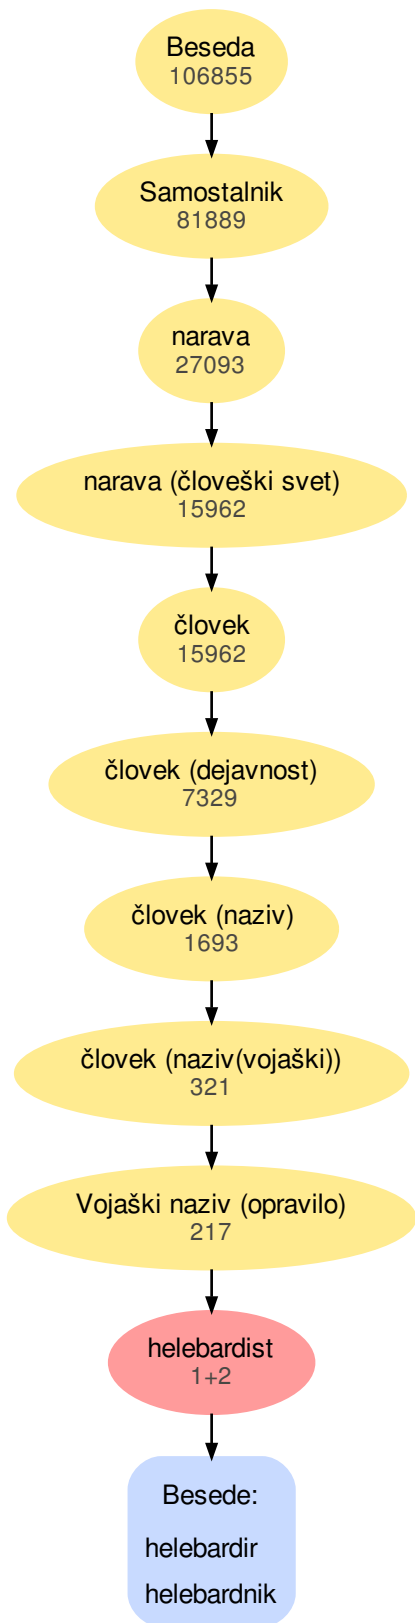 Beseda
106855
Samostalnik
81889
narava
27093
narava (človeški svet)
15962
človek
15962
človek (dejavnost)
7329
človek (naziv)
1693
človek (naziv(vojaški))
321
Vojaški naziv (opravilo)
217
helebardist
1+2
Besede:
helebardir
helebardnik